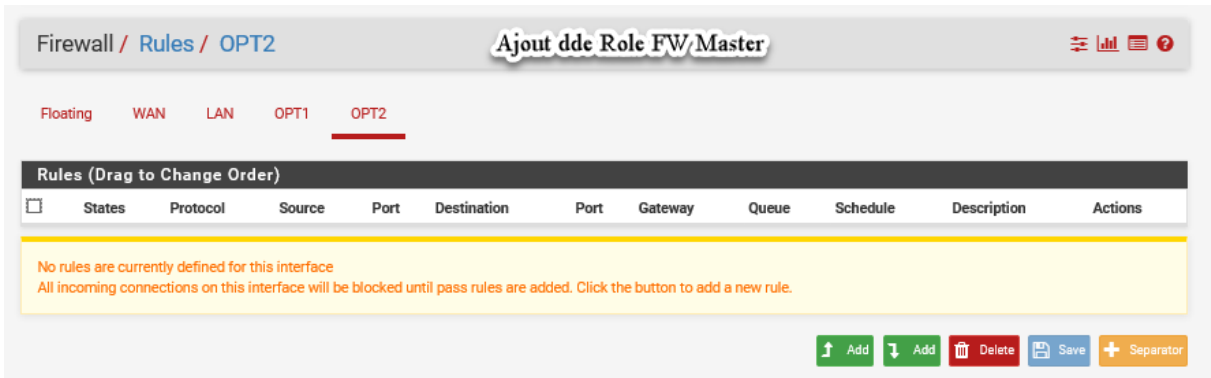 Firewall / Rules / OPT2 Ajout dde Role FW Master
Floating WAN LAN OPT1 OPT2
Rules (Drag to Change Order)
States Protocol Source Port Destination Port Gateway Queue Schedule Description Actions
No rules are currently defined for this interface
All incoming connections on this interface will be blocked until pass rules are added. Click the button to add a new rule.
Add Add Delete Save Separator